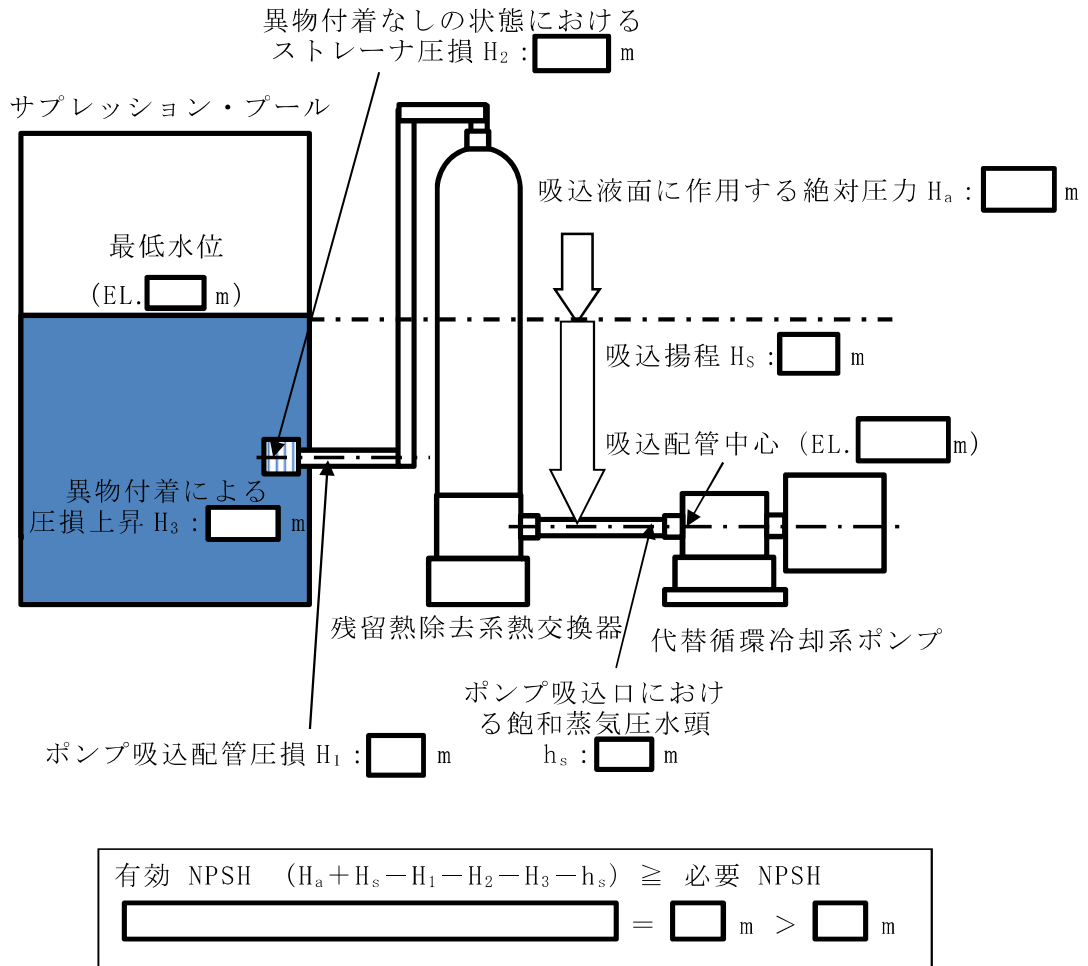 異物付着なしの状態における
ストレーナ圧損 H₂ : m
サプレッション・プール
吸込液面に作用する絶対圧力 Hₐ : m
最低水位
(EL. m)
吸込揚程 H_S : m
吸込配管中心 (EL. m)
異物付着による
圧損上昇 H₃ : m
残留熱除去系熱交換器
代替循環冷却系ポンプ
ポンプ吸込口におけ
る飽和蒸気圧水頭
hₛ : m
ポンプ吸込配管圧損 H₁ : m
有効 NPSH (Hₐ+Hₛ-H₁-H₂-H₃-hₛ) ≧ 必要 NPSH
= m > m